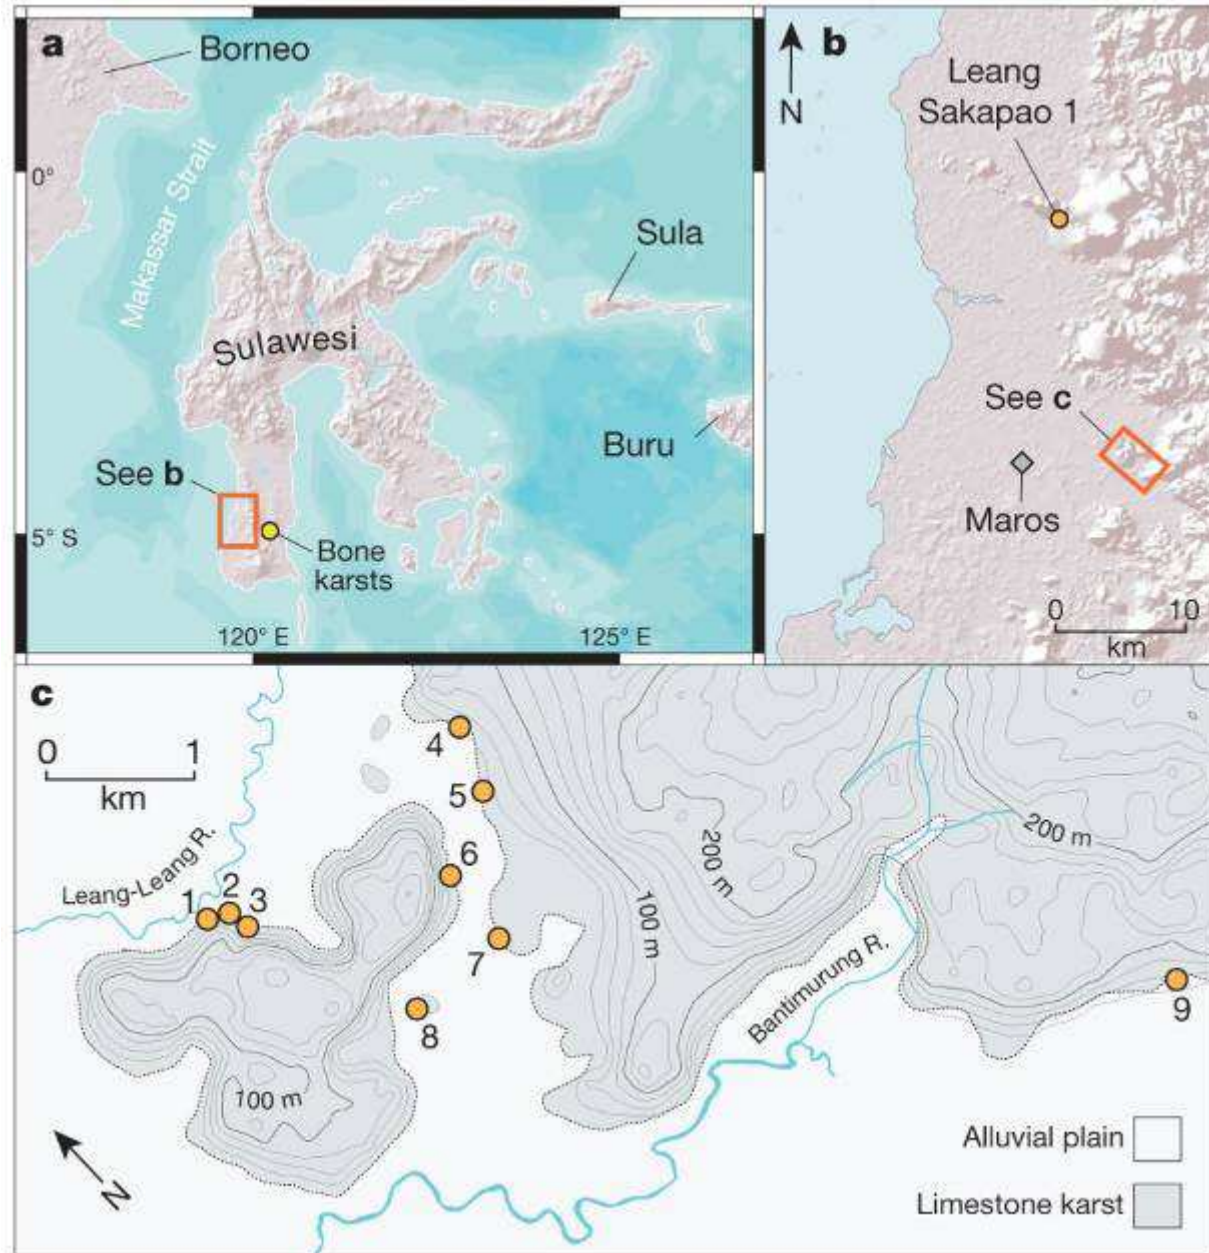 a
Borneo
Makassar Strait
0°
Sula
Sulawesi
Buru
See b
5° S
Bone
karsts
120° E
125° E
b
N
Leang
Sakapao 1
See c
Maros
0
10
km
c
0
1
km
Leang-Leang R.
1
2
3
4
5
6
7
8
9
200 m
100 m
200 m
Bantimurung R.
100 m
N
Alluvial plain
Limestone karst